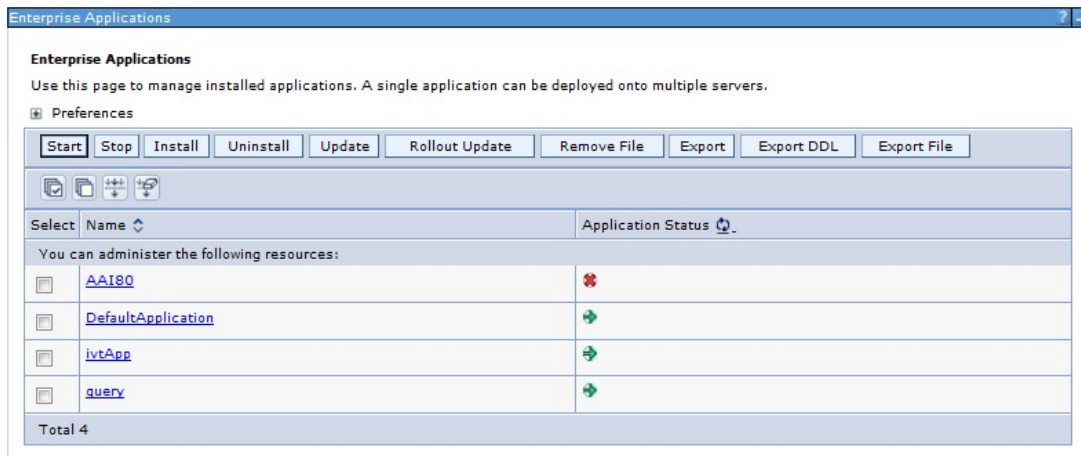 Enterprise Applications ? -
Enterprise Applications
Use this page to manage installed applications. A single application can be deployed onto multiple servers.
+ Preferences
Start Stop Install Uninstall Update Rollout Update Remove File Export Export DDL Export File
Select Name Application Status
You can administer the following resources:
AAI80
DefaultApplication
ivtApp
query
Total 4